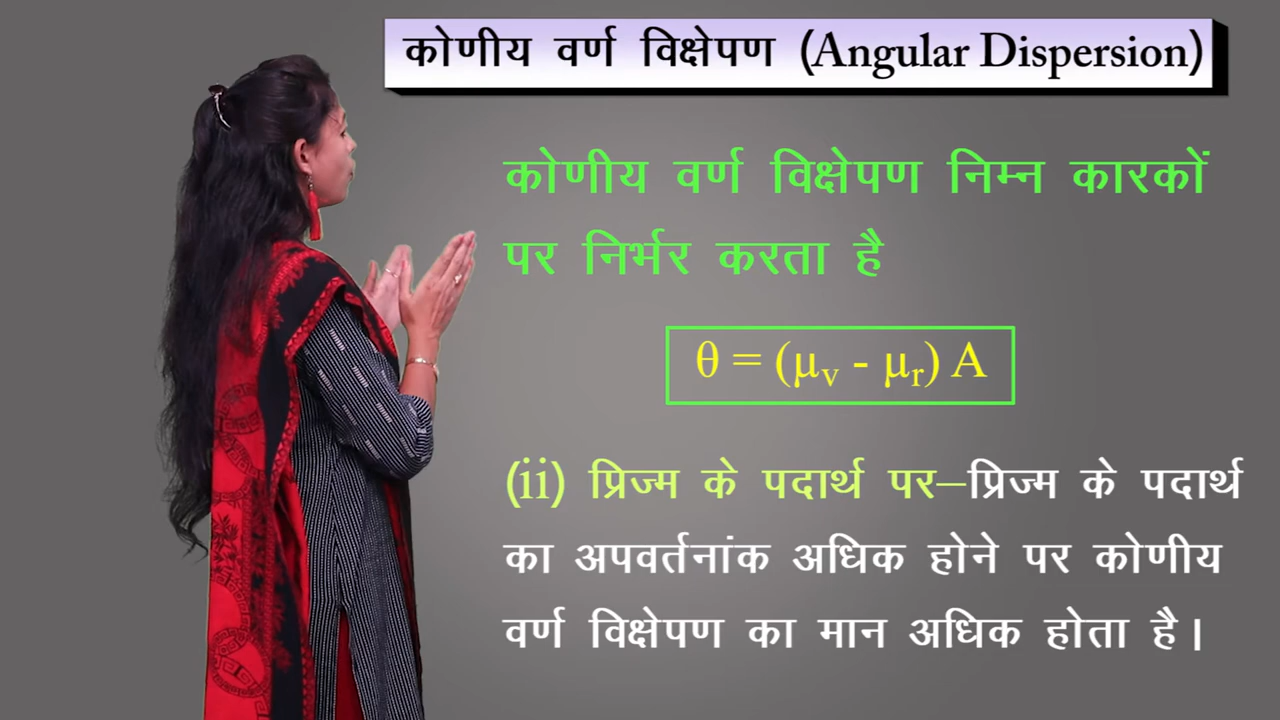 कोणीय वर्ण विक्षेपण (Angular Dispersion)
कोणीय वर्ण विक्षेपण निम्न कारकों
पर निर्भर करता है
θ = (μᵥ - μᵣ) A
(ii) प्रिज्म के पदार्थ पर–प्रिज्म के पदार्थ
का अपवर्तनांक अधिक होने पर कोणीय
वर्ण विक्षेपण का मान अधिक होता है।